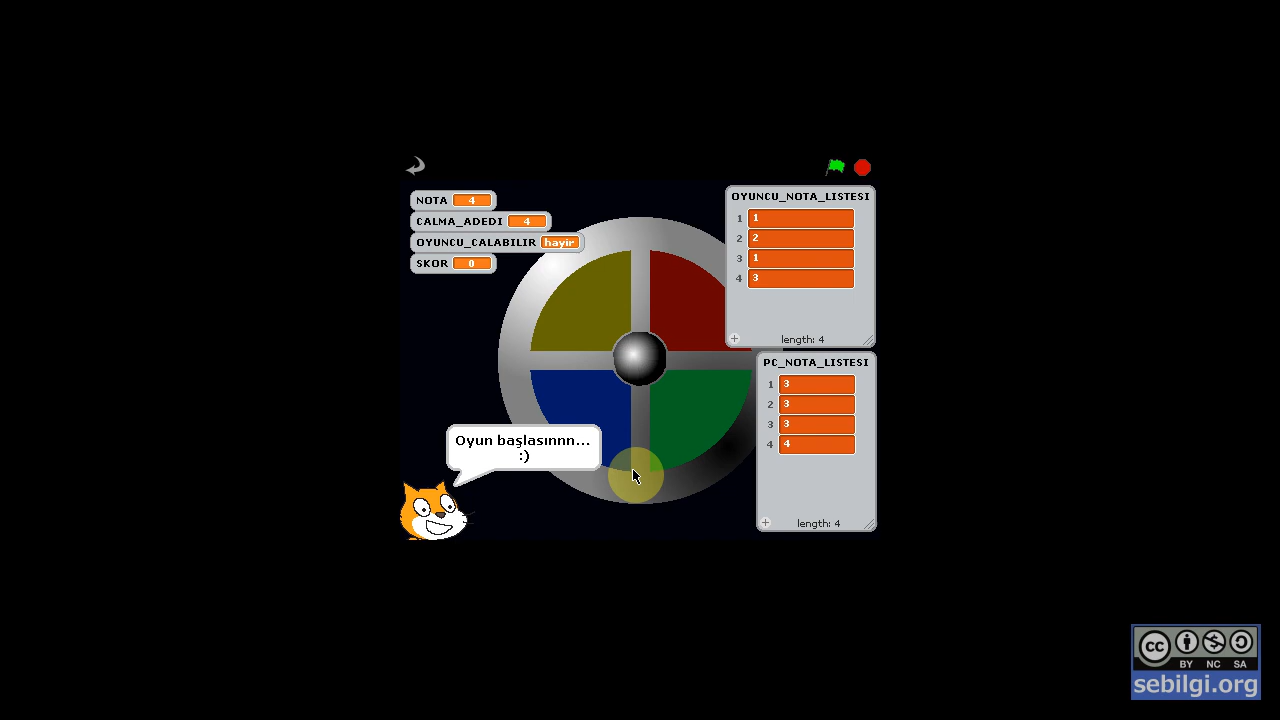 NOTA 4
CALMA_ADEDI 4
OYUNCU_CALABILIR hayir
SKOR 0
OYUNCU_NOTA_LISTESI
1 1
2 2
3 1
4 3
+ length: 4
PC_NOTA_LISTESI
1 3
2 3
3 3
4 4
+ length: 4
Oyun başlasınnn...
:)
cc
BY NC SA
sebilgi.org